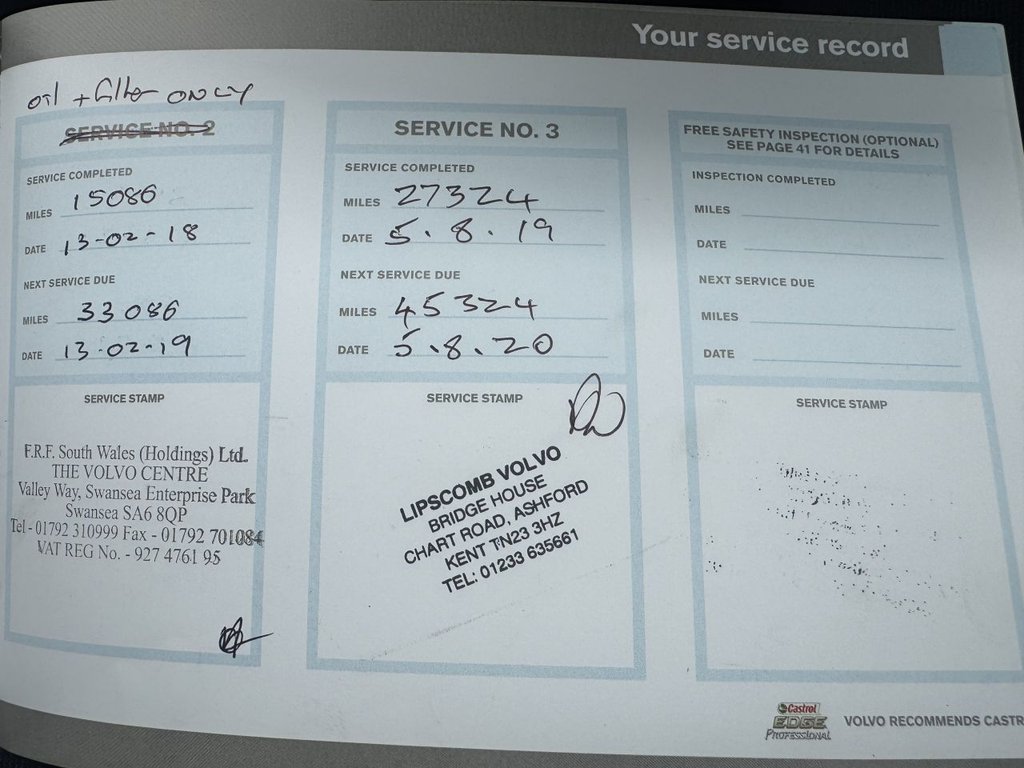 Your service record
oil + filter ONLY
SERVICE NO. 2
SERVICE COMPLETED
MILES 15086
DATE 13-02-18
NEXT SERVICE DUE
MILES 33086
DATE 13-02-19
SERVICE STAMP
F.R.F. South Wales (Holdings) Ltd.
THE VOLVO CENTRE
Valley Way, Swansea Enterprise Park
Swansea SA6 8QP
Tel - 01792 310999 Fax - 01792 701084
VAT REG No. - 927 4761 95
SERVICE NO. 3
SERVICE COMPLETED
MILES 27324
DATE 5.8.19
NEXT SERVICE DUE
MILES 45324
DATE 5.8.20
SERVICE STAMP
LIPSCOMB VOLVO
BRIDGE HOUSE
CHART ROAD, ASHFORD
KENT TN23 3HZ
TEL: 01233 635661
FREE SAFETY INSPECTION (OPTIONAL)
SEE PAGE 41 FOR DETAILS
INSPECTION COMPLETED
MILES
DATE
NEXT SERVICE DUE
MILES
DATE
SERVICE STAMP
Castrol
EDGE
PROFESSIONAL
VOLVO RECOMMENDS CASTR